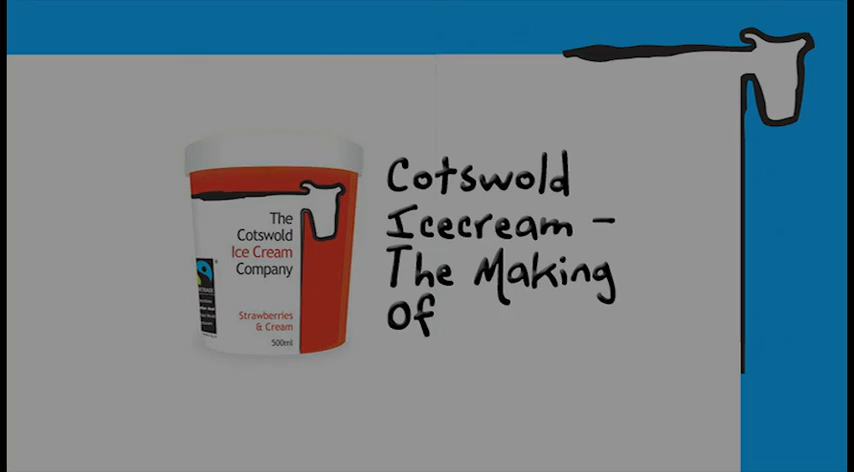 The
Cotswold
Ice Cream
Company
Strawberries
& Cream
500ml
Cotswold
Icecream -
The Making
Of